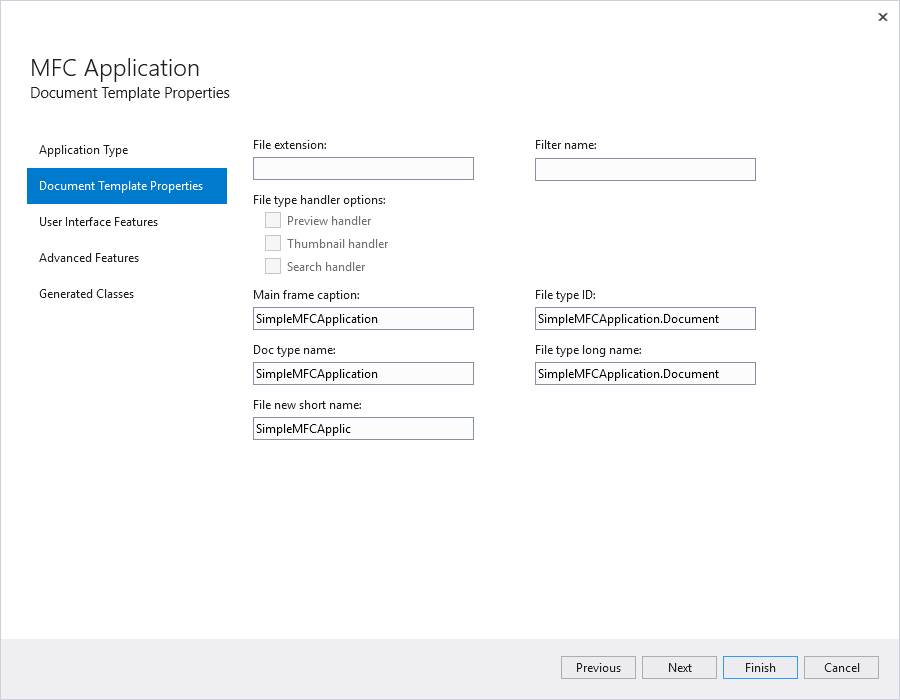 MFC Application
Document Template Properties
Application Type
Document Template Properties
User Interface Features
Advanced Features
Generated Classes
File extension:
Filter name:
File type handler options:
Preview handler
Thumbnail handler
Search handler
Main frame caption:
File type ID:
SimpleMFCApplication
SimpleMFCApplication.Document
Doc type name:
File type long name:
SimpleMFCApplication
SimpleMFCApplication.Document
File new short name:
SimpleMFCApplic
Previous
Next
Finish
Cancel